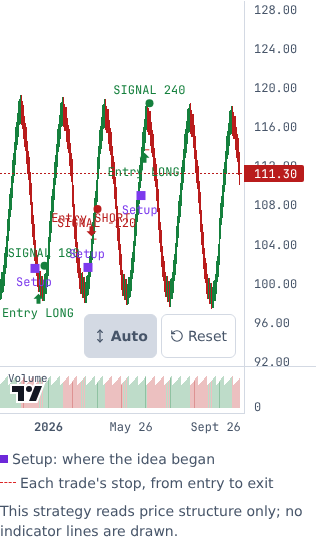 128.00
124.00
120.00
SIGNAL 240
116.00
112.00
Entry LONG
111.30
108.00
Setup
Entry SHORT
SIGNAL 120
104.00
SIGNAL 18
Setup
Setup
100.00
Entry LONG
96.00
Auto
Reset
92.00
Volume
0
2026
May 26
Sept 26
Setup: where the idea began
Each trade's stop, from entry to exit
This strategy reads price structure only; no
indicator lines are drawn.